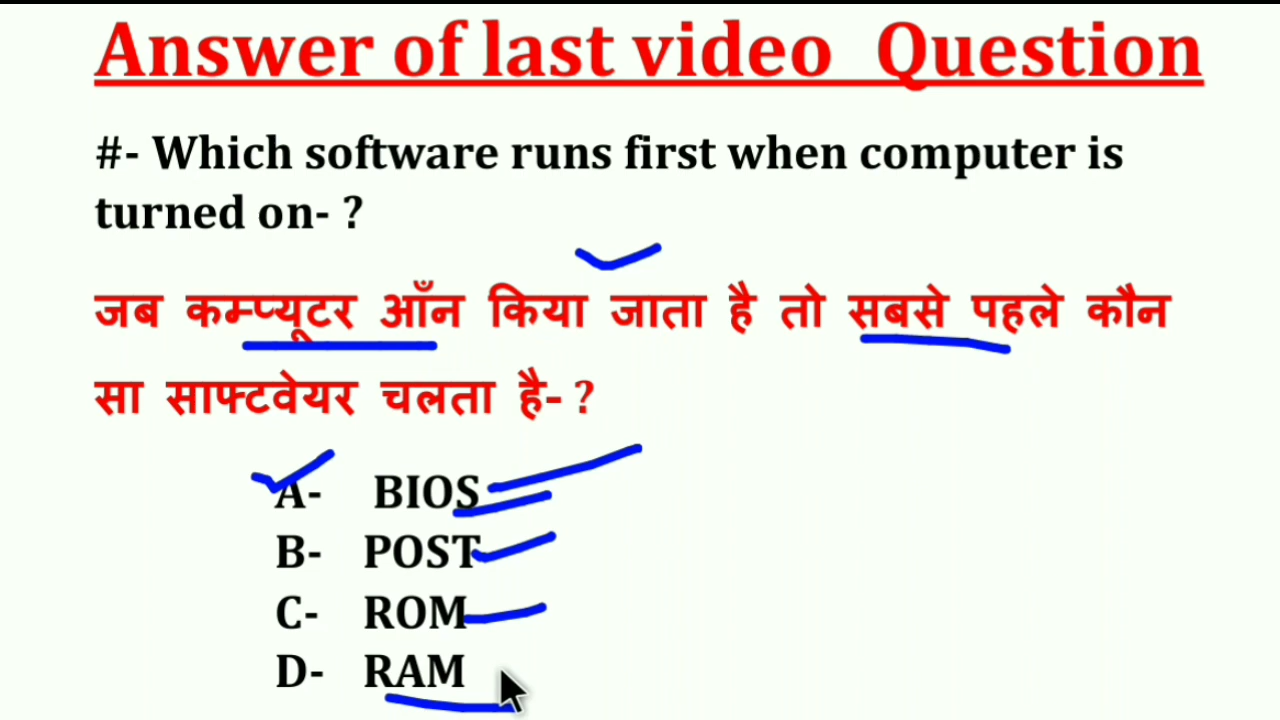 Answer of last video Question
#- Which software runs first when computer is
turned on- ?
जब कम्प्यूटर आँन किया जाता है तो सबसे पहले कौन
सा साफ्टवेयर चलता है- ?
A- BIOS
B- POST
C- ROM
D- RAM